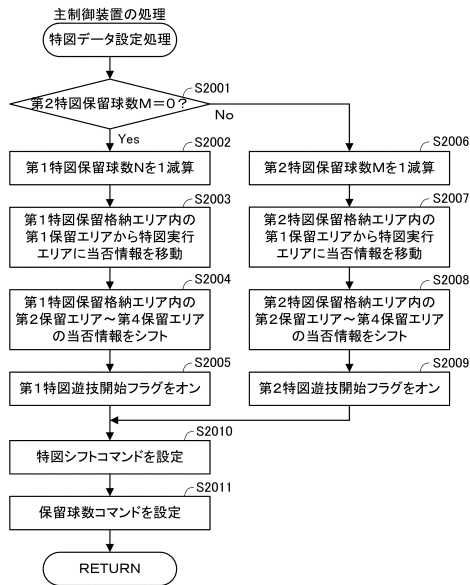 主制御装置の処理
特図データ設定処理
S2001
第2特図保留球数M=0?
No
Yes
S2002
第1特図保留球数Nを1減算
S2003
第1特図保留格納エリア内の
第1保留エリアから特図実行
エリアに当否情報を移動
S2004
第1特図保留格納エリア内の
第2保留エリア~第4保留エリア
の当否情報をシフト
S2005
第1特図遊技開始フラグをオン
S2006
第2特図保留球数Mを1減算
S2007
第2特図保留格納エリア内の
第1保留エリアから特図実行
エリアに当否情報を移動
S2008
第2特図保留格納エリア内の
第2保留エリア~第4保留エリア
の当否情報をシフト
S2009
第2特図遊技開始フラグをオン
S2010
特図シフトコマンドを設定
S2011
保留球数コマンドを設定
RETURN